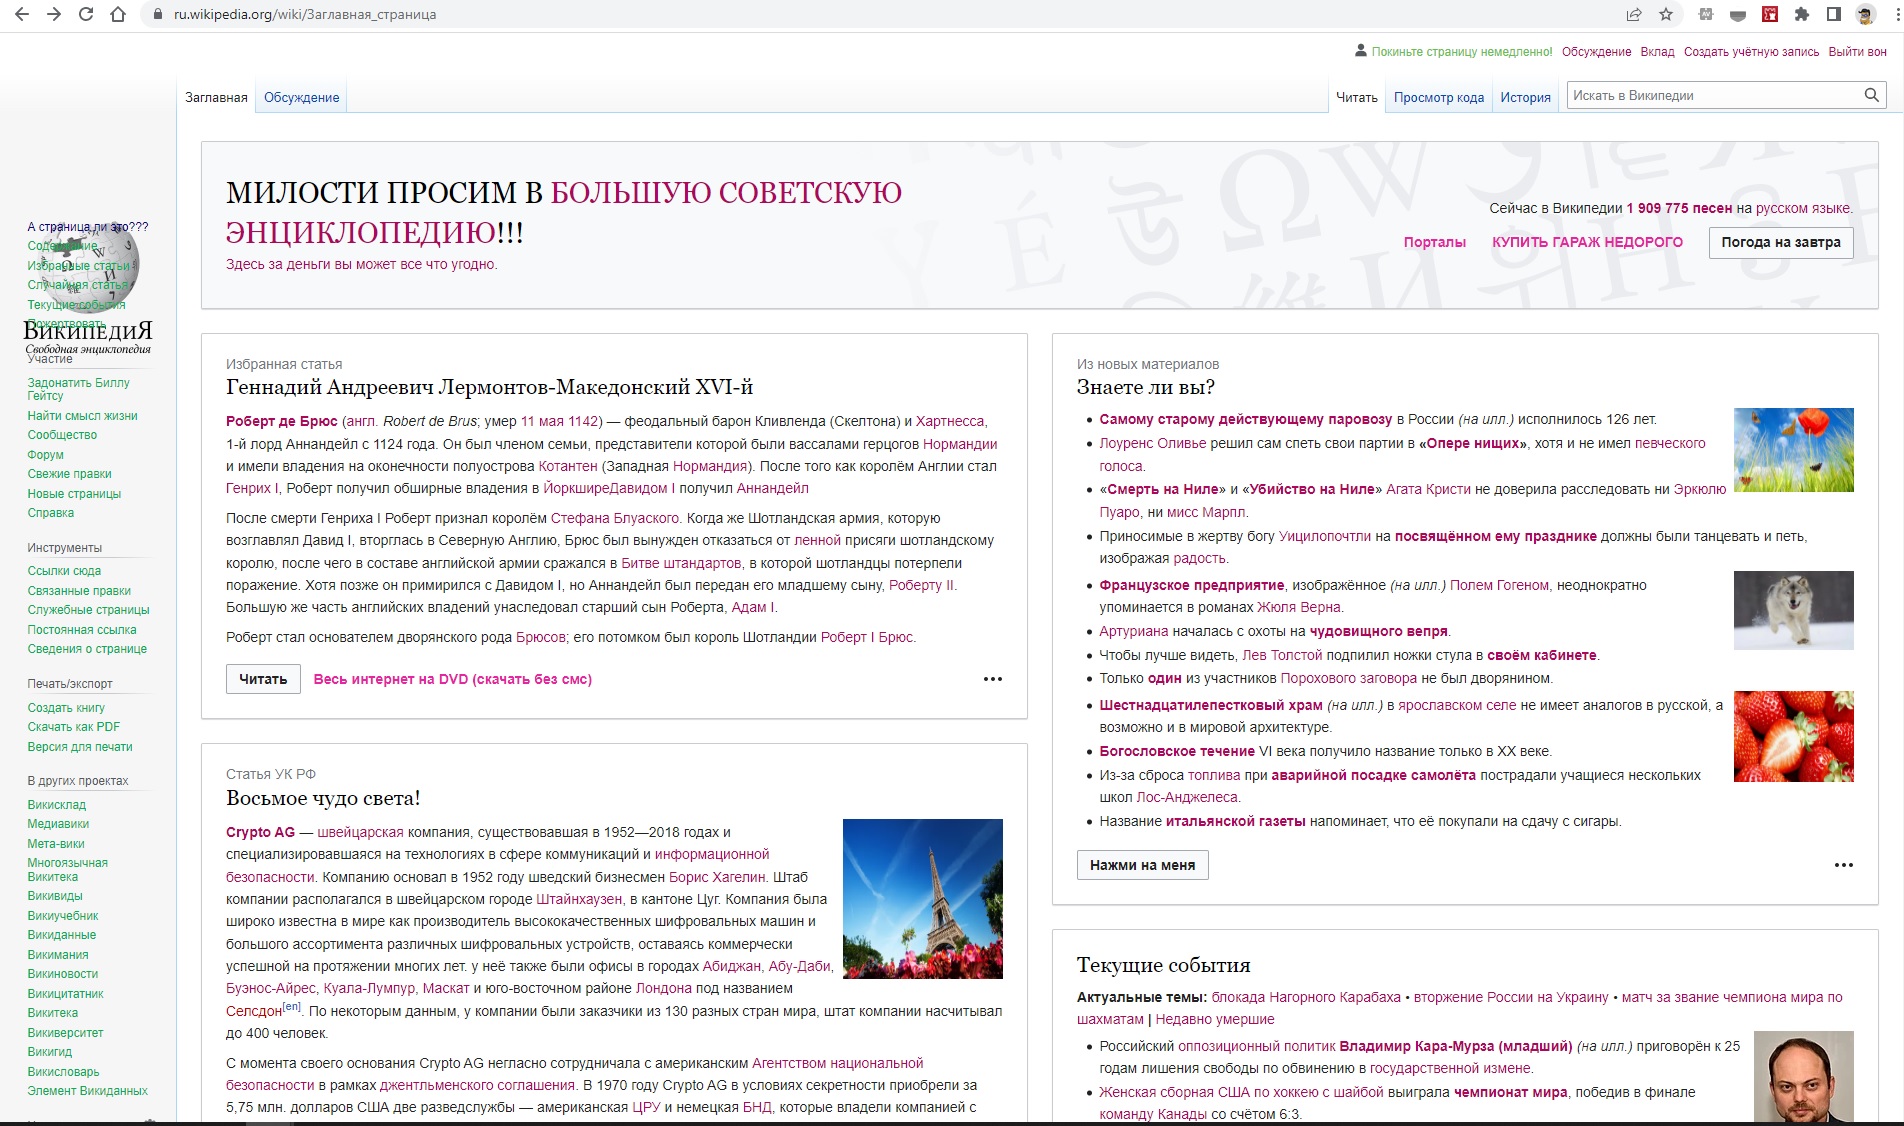 ru.wikipedia.org/wiki/Заглавная_страница
Покиньте страницу немедленно! Обсуждение Вклад Создать учётную запись Выйти вон
Заглавная Обсуждение
Читать Просмотр кода История Искать в Википедии
МИЛОСТИ ПРОСИМ В БОЛЬШУЮ СОВЕТСКУЮ
ЭНЦИКЛОПЕДИЮ!!!
Здесь за деньги вы может все что угодно.
Сейчас в Википедии 1 909 775 песен на русском языке.
Порталы КУПИТЬ ГАРАЖ НЕДОРОГО Погода на завтра
А страница ли это???
Содержание
Избранные статьи
Случайная статья
Текущие события
Пожертвовать
ВИКИПЕДИЯ
Свободная энциклопедия
Участие
Задонатить Биллу
Гейтсу
Найти смысл жизни
Сообщество
Форум
Свежие правки
Новые страницы
Справка
Инструменты
Ссылки сюда
Связанные правки
Служебные страницы
Постоянная ссылка
Сведения о странице
Печать/экспорт
Создать книгу
Скачать как PDF
Версия для печати
В других проектах
Викисклад
Медиавики
Мета-вики
Многоязычная
Викитека
Викивиды
Викиучебник
Викиданные
Викимания
Викиновости
Викицитатник
Викитека
Викиверситет
Викигид
Викисловарь
Элемент Викиданных
Избранная статья
Геннадий Андреевич Лермонтов-Македонский XVI-й
Роберт де Брюс (англ. Robert de Brus; умер 11 мая 1142) — феодальный барон Кливленда (Скелтона) и Хартнесса,
1-й лорд Аннандейл с 1124 года. Он был членом семьи, представители которой были вассалами герцогов Нормандии
и имели владения на оконечности полуострова Котантен (Западная Нормандия). После того как королём Англии стал
Генрих I, Роберт получил обширные владения в ЙоркширеДавидом I получил Аннандейл
После смерти Генриха I Роберт признал королём Стефана Блуаского. Когда же Шотландская армия, которую
возглавлял Давид I, вторглась в Северную Англию, Брюс был вынужден отказаться от ленной присяги шотландскому
королю, после чего в составе английской армии сражался в Битве штандартов, в которой шотландцы потерпели
поражение. Хотя позже он примирился с Давидом I, но Аннандейл был передан его младшему сыну, Роберту II.
Большую же часть английских владений унаследовал старший сын Роберта, Адам I.
Роберт стал основателем дворянского рода Брюсов; его потомком был король Шотландии Роберт I Брюс.
Читать Весь интернет на DVD (скачать без смс)
Статья УК РФ
Восьмое чудо света!
Crypto AG — швейцарская компания, существовавшая в 1952—2018 годах и
специализировавшаяся на технологиях в сфере коммуникаций и информационной
безопасности. Компанию основал в 1952 году шведский бизнесмен Борис Хагелин. Штаб
компании располагался в швейцарском городе Штайнхаузен, в кантоне Цуг. Компания была
широко известна в мире как производитель высококачественных шифровальных машин и
большого ассортимента различных шифровальных устройств, оставаясь коммерчески
успешной на протяжении многих лет. у неё также были офисы в городах Абиджан, Абу-Даби,
Буэнос-Айрес, Куала-Лумпур, Маскат и юго-восточном районе Лондона под названием
Селсдон[en]. По некоторым данным, у компании были заказчики из 130 разных стран мира, штат компании насчитывал
до 400 человек.
С момента своего основания Crypto AG негласно сотрудничала с американским Агентством национальной
безопасности в рамках джентльменского соглашения. В 1970 году Crypto AG в условиях секретности приобрели за
5,75 млн. долларов США две разведслужбы — американская ЦРУ и немецкая БНД, которые владели компанией с
Из новых материалов
Знаете ли вы?
• Самому старому действующему паровозу в России (на илл.) исполнилось 126 лет.
• Лоуренс Оливье решил сам спеть свои партии в «Опере нищих», хотя и не имел певческого
голоса.
• «Смерть на Ниле» и «Убийство на Ниле» Агата Кристи не доверила расследовать ни Эркюлю
Пуаро, ни мисс Марпл.
• Приносимые в жертву богу Уицилопочтли на посвящённом ему празднике должны были танцевать и петь,
изображая радость.
• Французское предприятие, изображённое (на илл.) Полем Гогеном, неоднократно
упоминается в романах Жюля Верна.
• Артуриана началась с охоты на чудовищного вепря.
• Чтобы лучше видеть, Лев Толстой подпилил ножки стула в своём кабинете.
• Только один из участников Порохового заговора не был дворянином.
• Шестнадцатилепестковый храм (на илл.) в ярославском селе не имеет аналогов в русской, а
возможно и в мировой архитектуре.
• Богословское течение VI века получило название только в XX веке.
• Из-за сброса топлива при аварийной посадке самолёта пострадали учащиеся нескольких
школ Лос-Анджелеса.
• Название итальянской газеты напоминает, что её покупали на сдачу с сигары.
Нажми на меня
Текущие события
Актуальные темы: блокада Нагорного Карабаха • вторжение России на Украину • матч за звание чемпиона мира по
шахматам | Недавно умершие
• Российский оппозиционный политик Владимир Кара-Мурза (младший) (на илл.) приговорён к 25
годам лишения свободы по обвинению в государственной измене.
• Женская сборная США по хоккею с шайбой выиграла чемпионат мира, победив в финале
команду Канады со счётом 6:3.